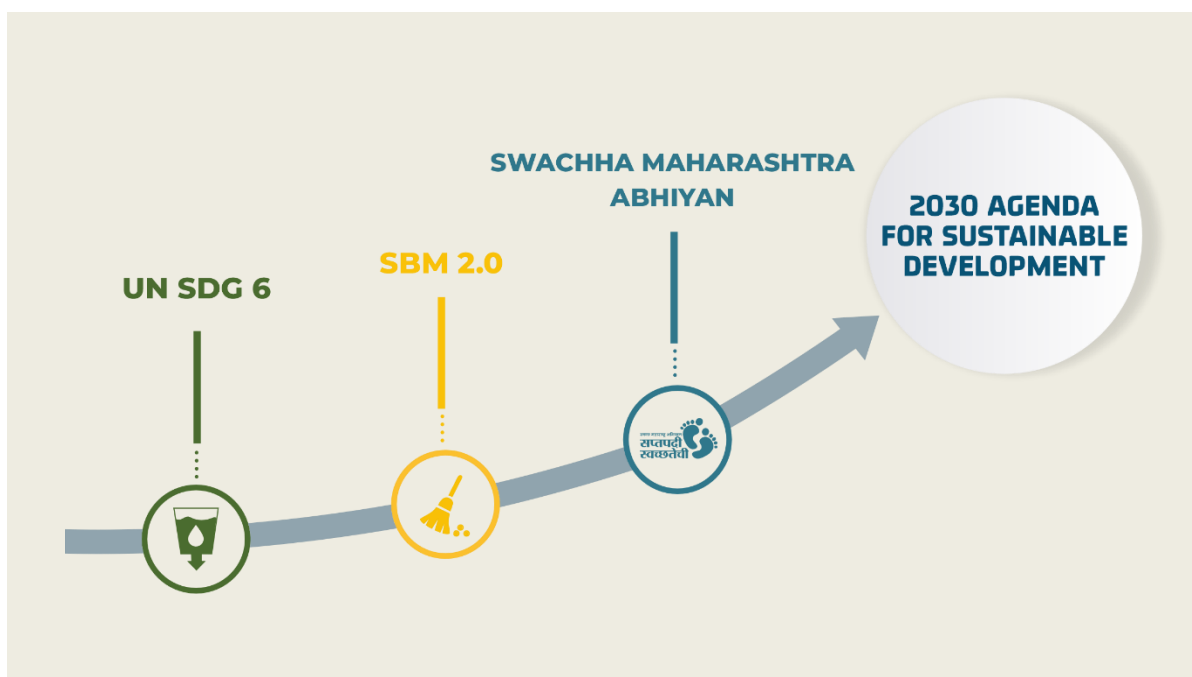 UN SDG 6
SBM 2.0
SWACHHA MAHARASHTRA
ABHIYAN
सप्तपदी
स्वच्छतेची
2030 AGENDA
FOR SUSTAINABLE
DEVELOPMENT